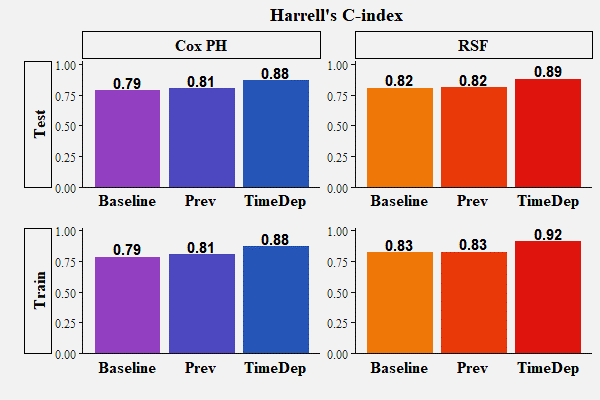 Harrell's C-index
Cox PH
RSF
Test
1.00
0.75
0.50
0.25
0.00
0.79
0.81
0.88
Baseline
Prev
TimeDep
1.00
0.75
0.50
0.25
0.00
0.82
0.82
0.89
Baseline
Prev
TimeDep
Train
1.00
0.75
0.50
0.25
0.00
0.79
0.81
0.88
Baseline
Prev
TimeDep
1.00
0.75
0.50
0.25
0.00
0.83
0.83
0.92
Baseline
Prev
TimeDep